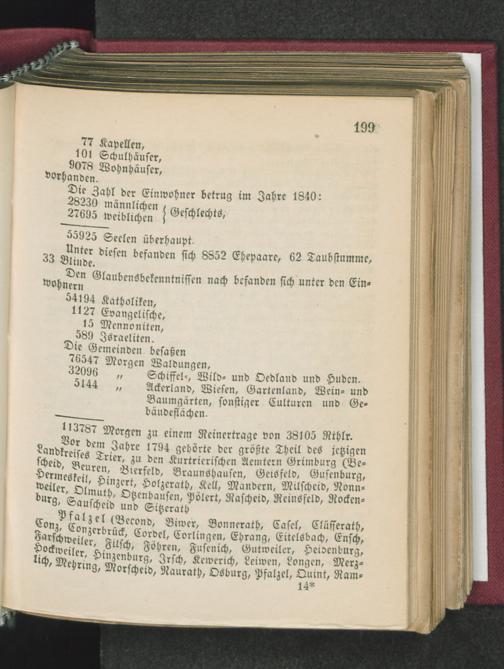 199
77 Kapellen,
101 Schulhäuser,
9078 Wohnhäuser,
vorhanden.
Die Zahl der Einwohner betrug im Jahre 1840:
28230 männlichen
27695 weiblichen } Geschlechts,
55925 Seelen überhaupt.
Unter diesen befanden sich 8852 Ehepaare, 62 Taubstumme,
33 Blinde.
Den Glaubensbekenntnissen nach befanden sich unter den Ein-
wohnern
54194 Katholiken,
1127 Evangelische,
15 Mennoniten,
589 Israeliten.
Die Gemeinden besaßen
76547 Morgen Waldungen,
32096 „ Schiffel-, Wild- und Oedland und Huden.
5144 „ Ackerland, Wiesen, Gartenland, Wein- und
Baumgärten, sonstiger Culturen und Ge-
bäudeflächen.
113787 Morgen zu einem Reinertrage von 38105 Rthlr.
Vor dem Jahre 1794 gehörte der größte Theil des jetzigen
Landkreises Trier, zu den Kurtrierischen Aemtern Grimburg (Be-
scheid, Beuren, Bierfeld, Braunshausen, Geisfeld, Gusenburg,
Hermeskeil, Hinzert, Holzerath, Kell, Mandern, Mitscheid, Nonn-
weiler, Olmuth, Otzenhausen, Pölert, Rascheid, Reinsfeld, Rocken-
burg, Sauscheid und Sitzerath
Pfalzel (Becond, Biwer, Bonnerath, Casel, Clüsserath,
Conz, Conzerbrück, Cordel, Corlingen, Ehrang, Eitelsbach, Ensch,
Farschweiler, Filsch, Föhren, Fusenich, Gutweiler, Heidenburg,
Hockweiler, Hinzenburg, Irsch, Kewerich, Leiwen, Longen, Merz-
lich, Mehring, Morscheid, Naurath, Osburg, Pfalzel, Quint, Ram-
14*